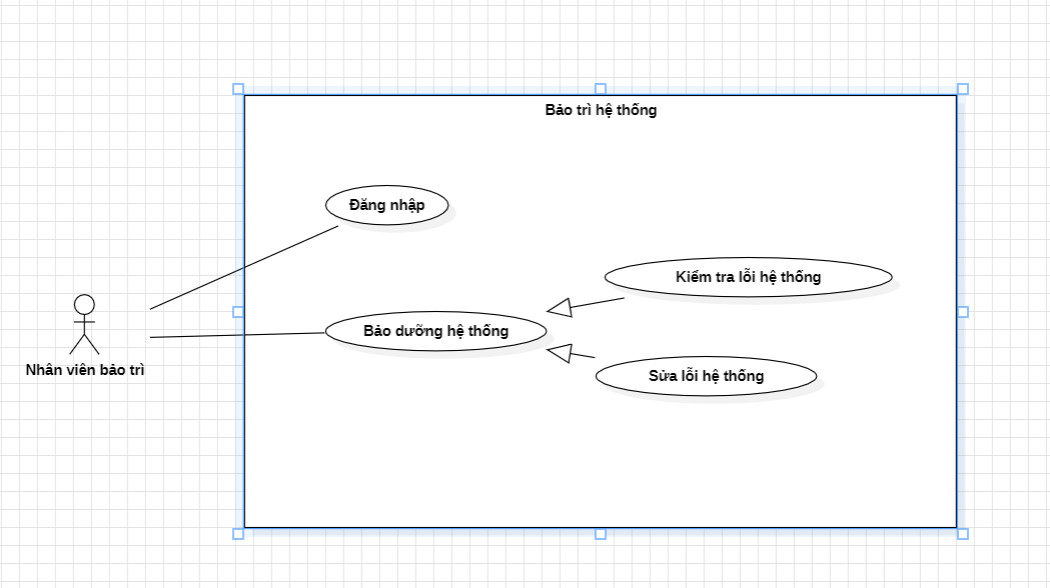 Bảo trì hệ thống
Đăng nhập
Kiểm tra lỗi hệ thống
Bảo dưỡng hệ thống
Nhân viên bảo trì
Sửa lỗi hệ thống